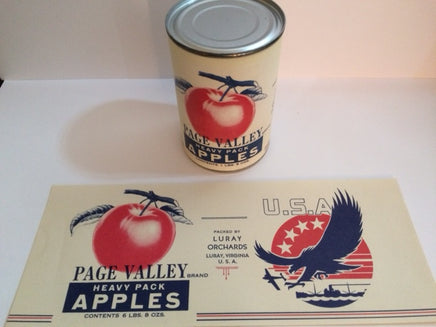 PAGE VALLEY
HEAVY PACK
APPLES
PAGE VALLEY
BRAND
HEAVY PACK
APPLES
CONTENTS 6 LBS. 8 OZS.
PACKED BY
LURAY
ORCHARDS
LURAY, VIRGINIA
U. S. A.
U.S.A